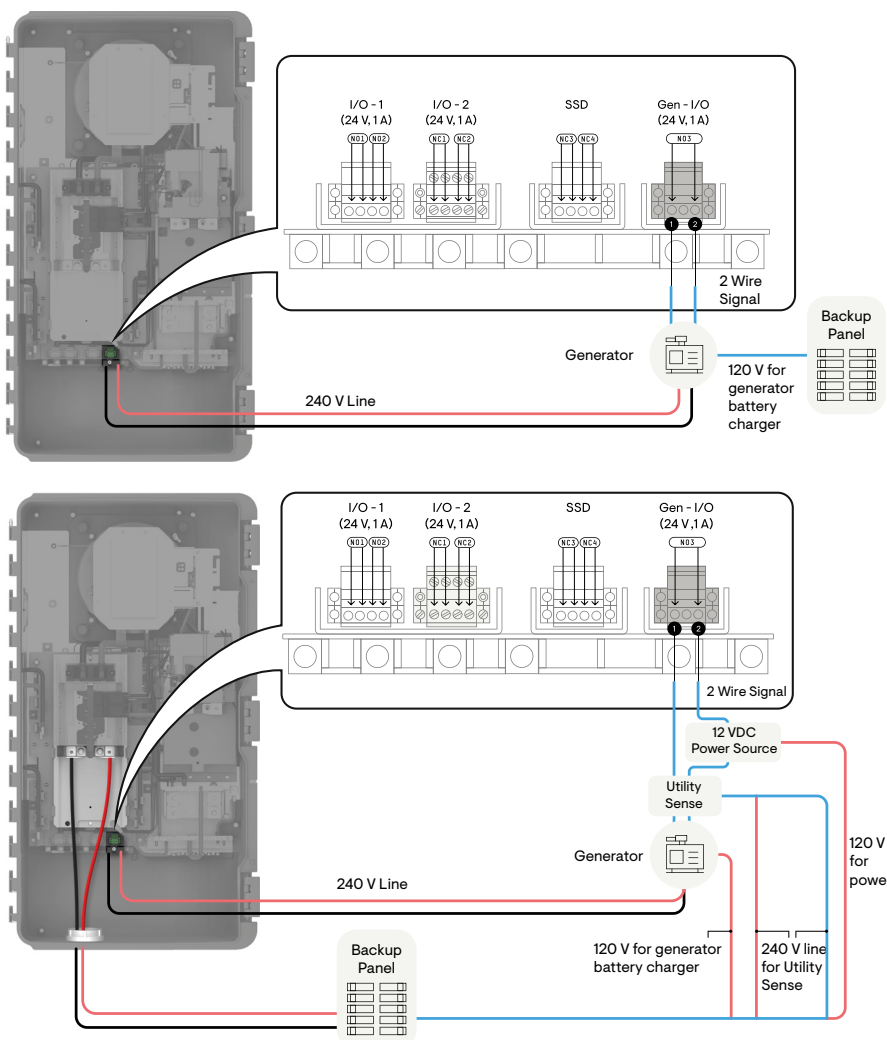 I/O - 1
(24 V, 1 A)
I/O - 2
(24 V, 1 A)
SSD
Gen - I/O
(24 V, 1 A)
NO1
NO2
NC1
NC2
NC3
NC4
NO3
1
2
2 Wire
Signal
Backup
Panel
Generator
120 V for
generator
battery
charger
240 V Line
I/O - 1
(24 V, 1 A)
I/O - 2
(24 V, 1 A)
SSD
Gen - I/O
(24 V ,1 A)
NO1
NO2
NC1
NC2
NC3
NC4
NO3
1
2
2 Wire Signal
12 VDC
Power Source
Utility
Sense
Generator
120 V
for
powe
240 V Line
120 V for generator
battery charger
240 V line
for Utility
Sense
Backup
Panel